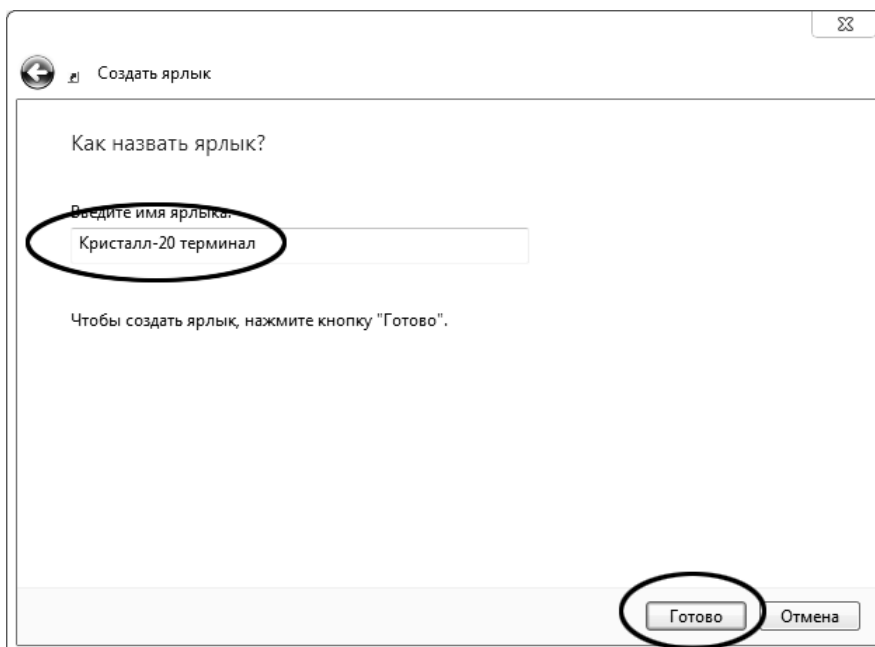 Создать ярлык
Как назвать ярлык?
Введите имя ярлыка:
Кристалл-20 терминал
Чтобы создать ярлык, нажмите кнопку "Готово".
Готово
Отмена